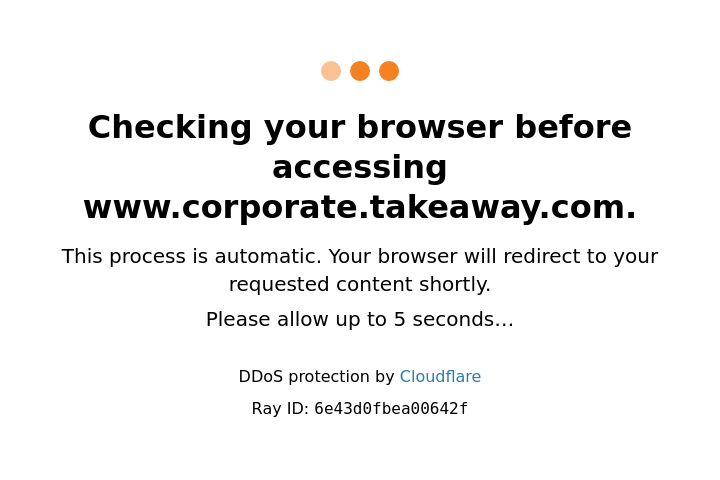 Checking your browser before
accessing
www.corporate.takeaway.com.
This process is automatic. Your browser will redirect to your
requested content shortly.
Please allow up to 5 seconds…
DDoS protection by Cloudflare
Ray ID: 6e43d0fbea00642f